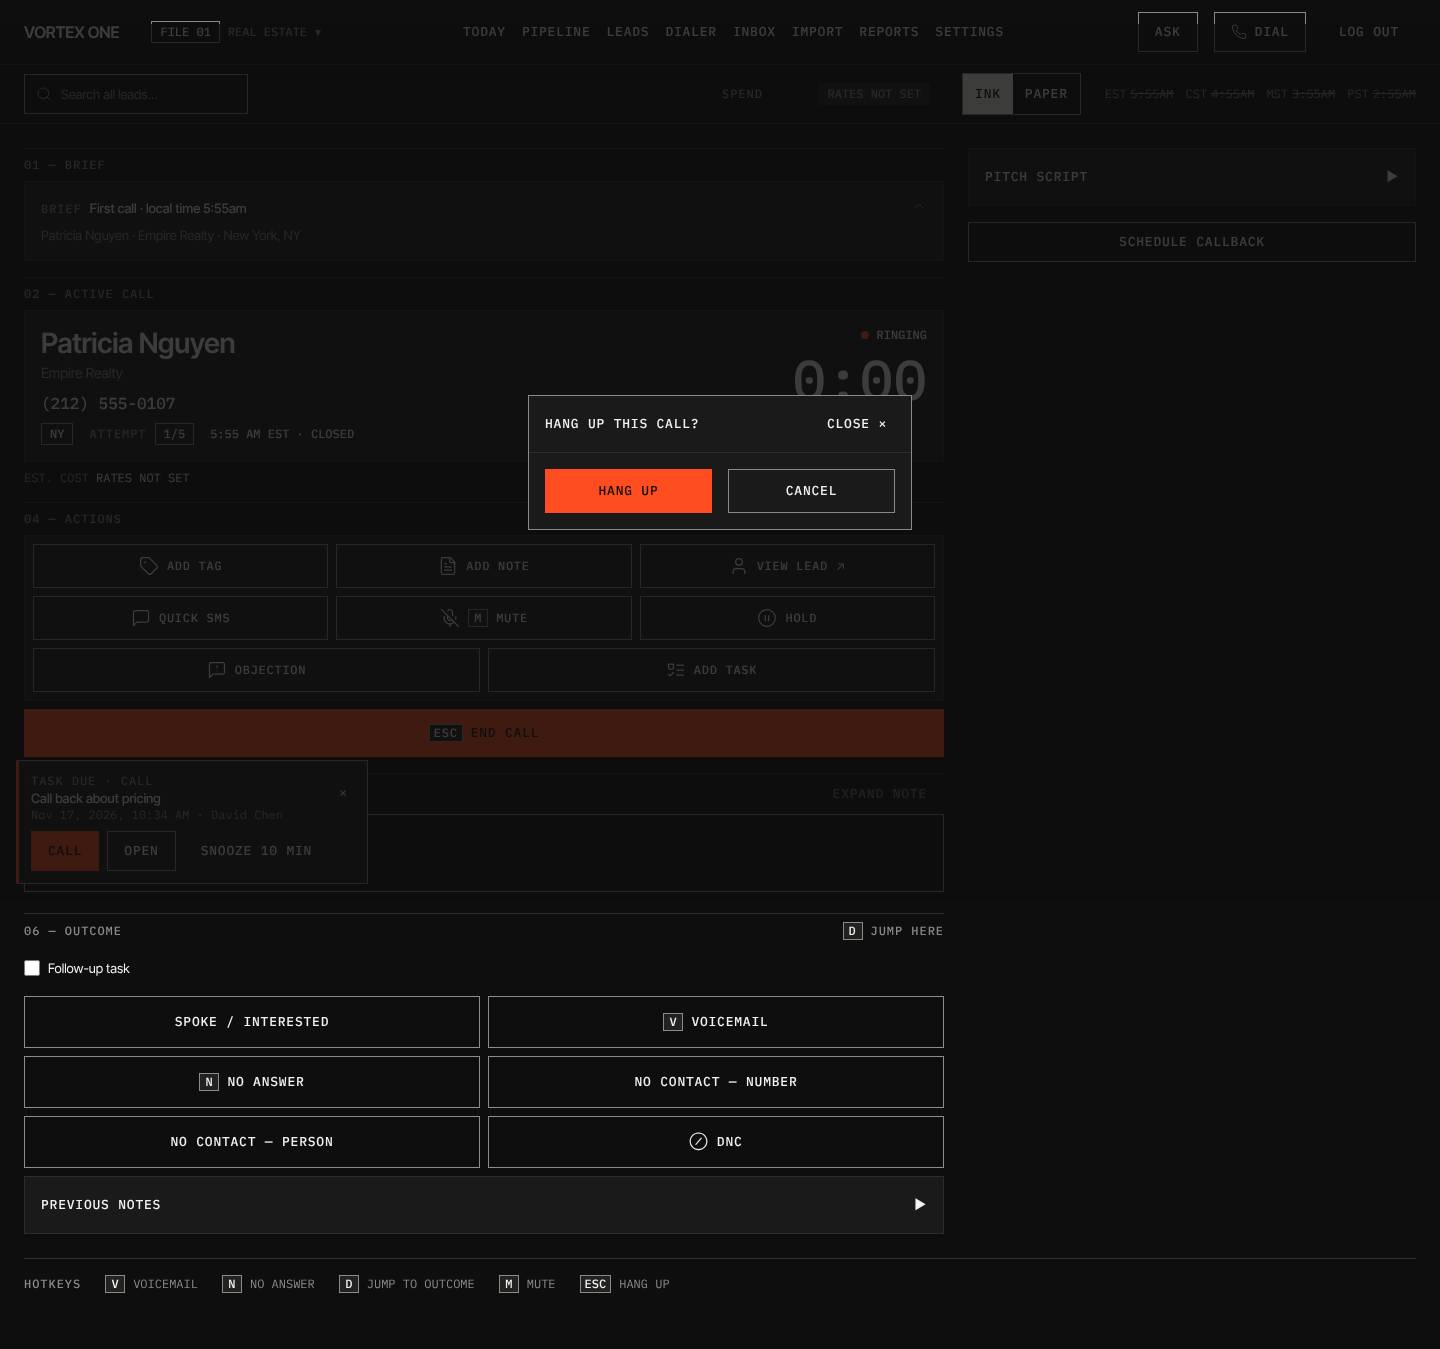 VORTEX ONE FILE 01 REAL ESTATE ▾ TODAY PIPELINE LEADS DIALER INBOX IMPORT REPORTS SETTINGS ASK DIAL LOG OUT
Search all leads... SPEND RATES NOT SET INK PAPER EST 5:55AM CST 4:55AM MST 3:55AM PST 2:55AM
01 — BRIEF
BRIEF First call · local time 5:55am
Patricia Nguyen · Empire Realty · New York, NY
PITCH SCRIPT ▶
SCHEDULE CALLBACK
02 — ACTIVE CALL
Patricia Nguyen
Empire Realty
(212) 555-0107
NY ATTEMPT 1/5 5:55 AM EST · CLOSED
RINGING
0:00
EST. COST RATES NOT SET
HANG UP THIS CALL? CLOSE ×
HANG UP CANCEL
04 — ACTIONS
ADD TAG ADD NOTE VIEW LEAD ↗
QUICK SMS M MUTE HOLD
OBJECTION ADD TASK
ESC END CALL
TASK DUE · CALL
Call back about pricing ×
Nov 17, 2026, 10:34 AM · David Chen
CALL OPEN SNOOZE 10 MIN
EXPAND NOTE
06 — OUTCOME D JUMP HERE
Follow-up task
SPOKE / INTERESTED V VOICEMAIL
N NO ANSWER NO CONTACT — NUMBER
NO CONTACT — PERSON DNC
PREVIOUS NOTES ▶
HOTKEYS V VOICEMAIL N NO ANSWER D JUMP TO OUTCOME M MUTE ESC HANG UP